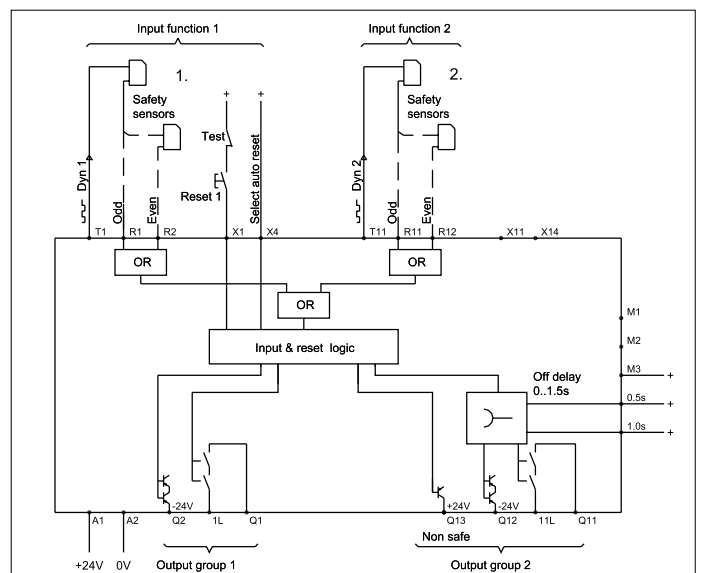 Input function 1
Input function 2
1.
2.
Safety
sensors
Safety
sensors
+
+
Test
Reset 1
Select auto reset
Dyn 1
Odd
Even
Dyn 2
Odd
Even
T1
R1
R2
X1
X4
T11
R11
R12
X11
X14
OR
OR
OR
Input & reset logic
M1
M2
M3
+
Off delay
0..1.5s
0.5s
+
1.0s
+
-24V
+24V
-24V
A1
A2
Q2
1L
Q1
Q13
Q12
11L
Q11
Non safe
+24V
0V
Output group 1
Output group 2